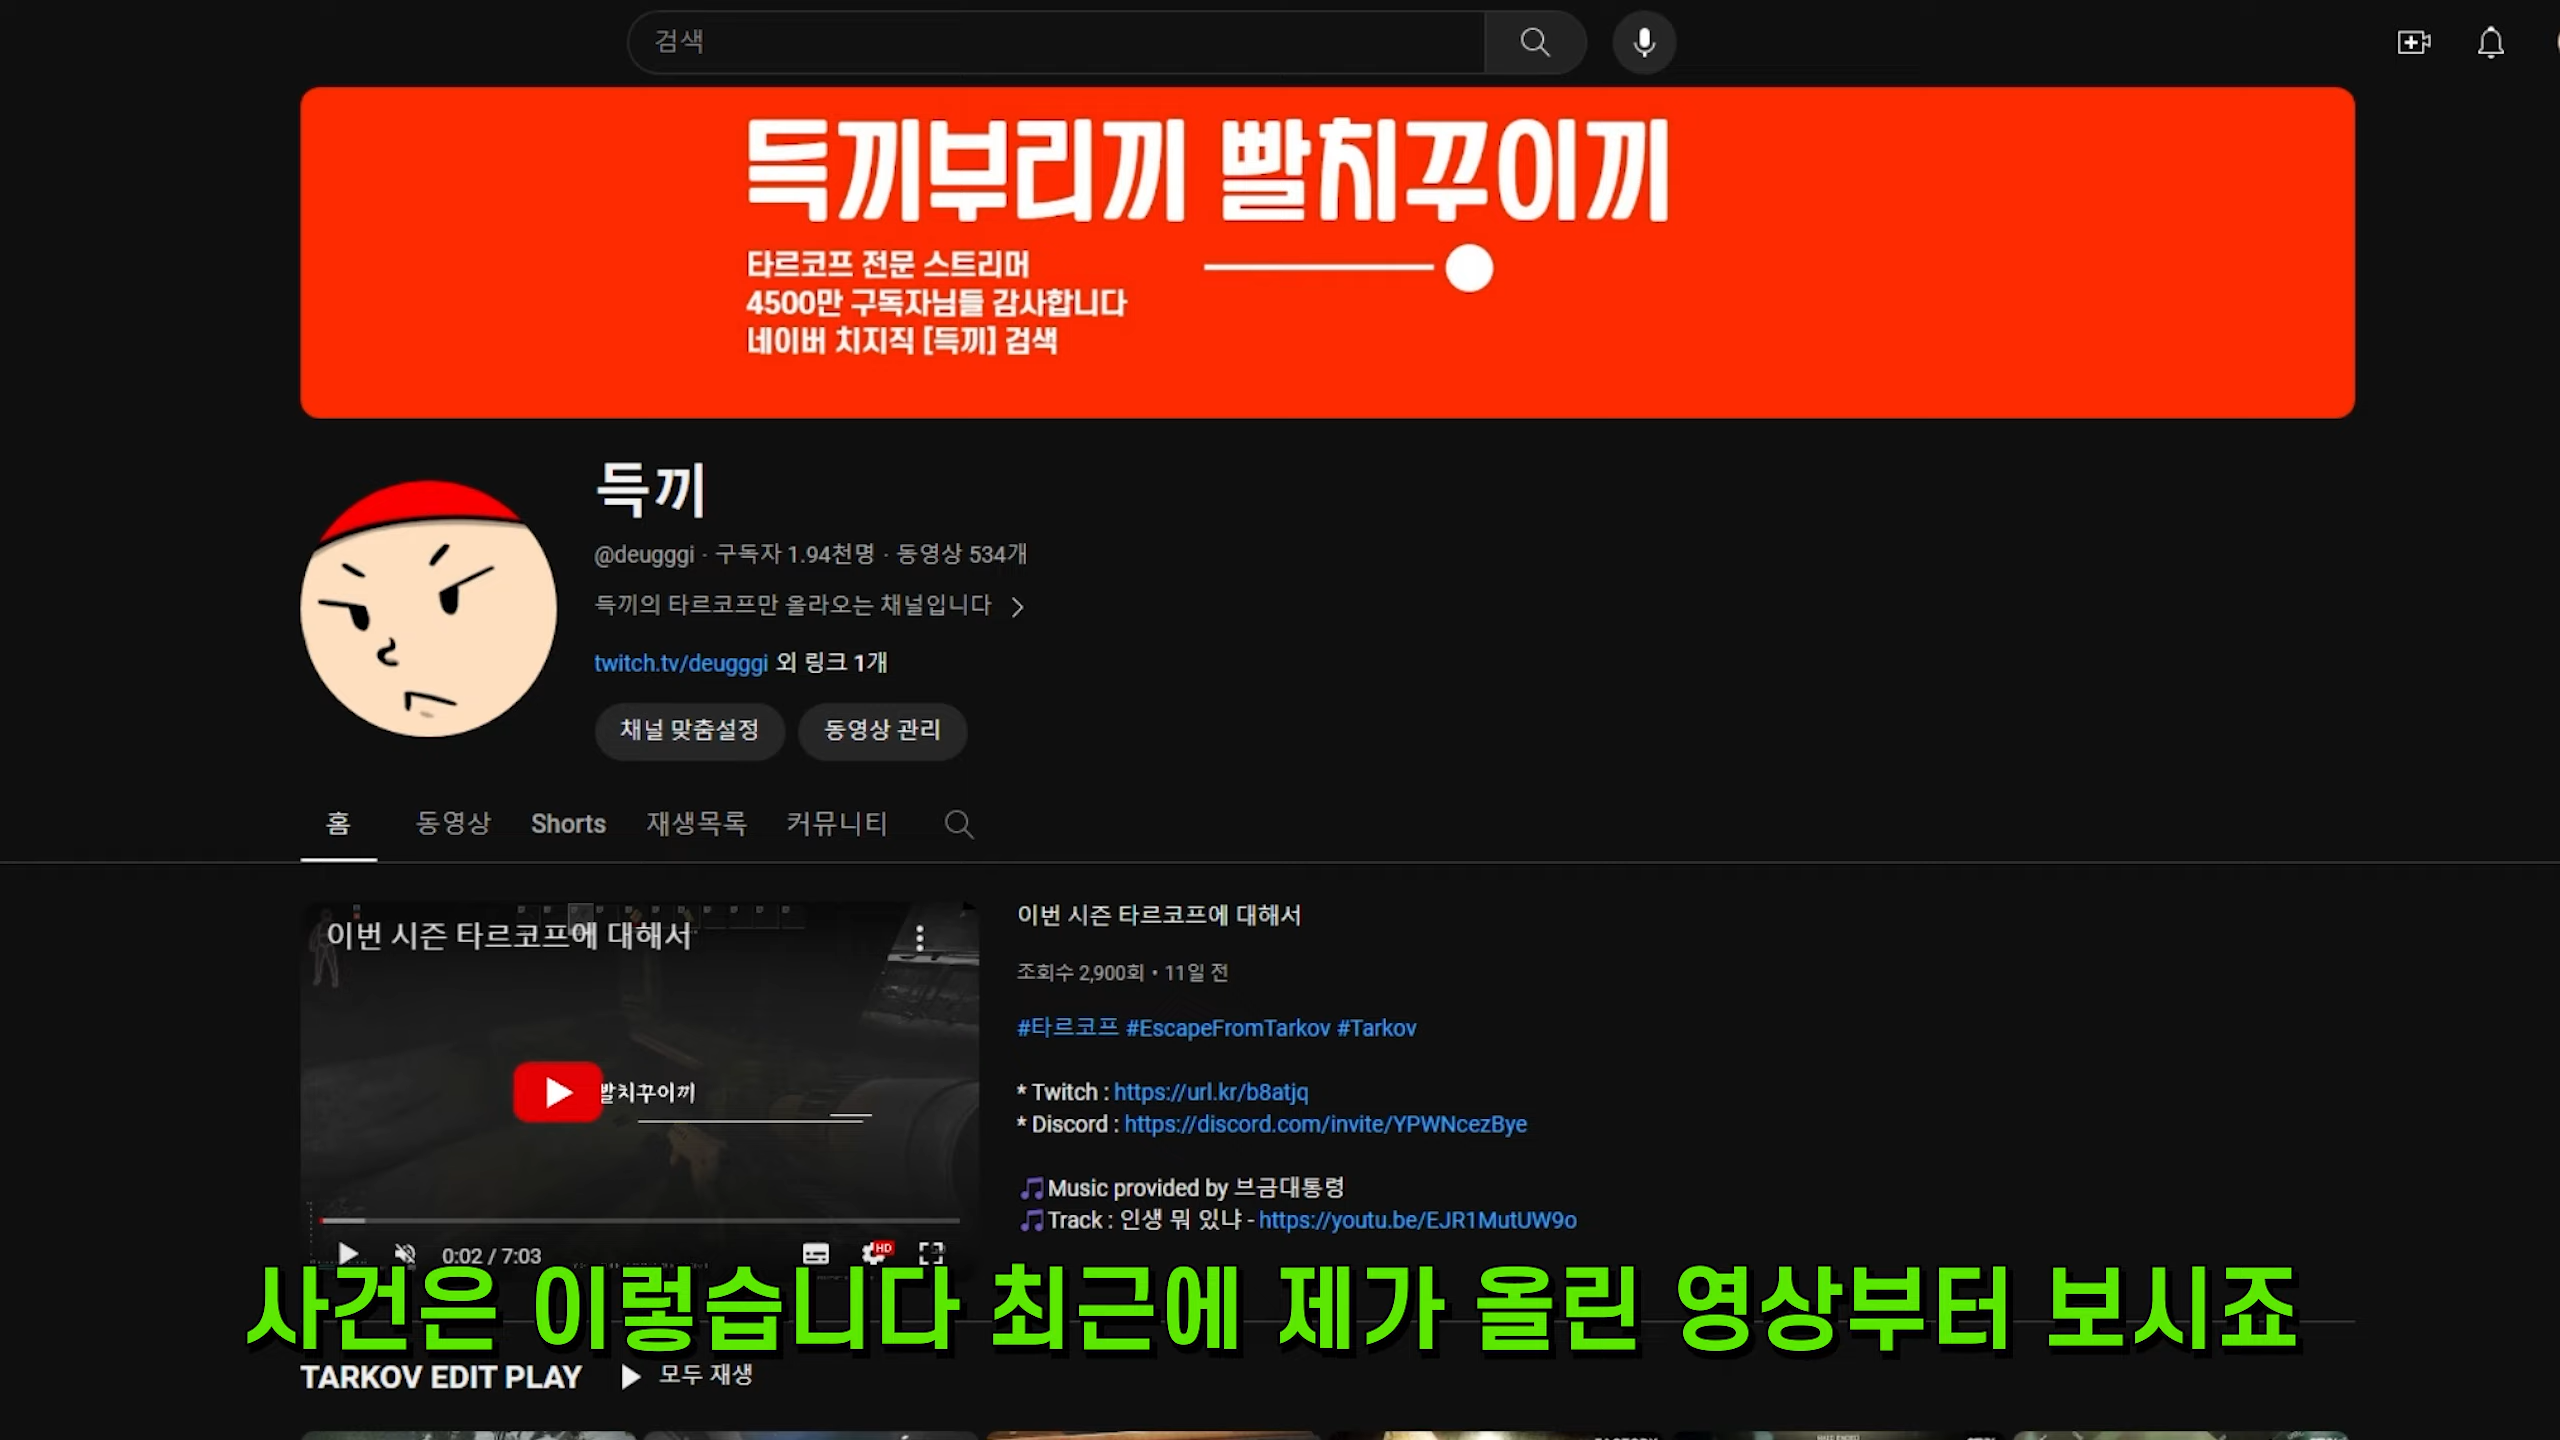 검색
득끼부리끼 빨치꾸이끼
타르코프 전문 스트리머
4500만 구독자님들 감사합니다
네이버 치지직 [득끼] 검색
득끼
@deugggi · 구독자 1.94천명 · 동영상 534개
득끼의 타르코프만 올라오는 채널입니다
twitch.tv/deugggi 외 링크 1개
채널 맞춤설정 동영상 관리
홈 동영상 Shorts 재생목록 커뮤니티
이번 시즌 타르코프에 대해서
빨치꾸이끼
0:02 / 7:03
HD
이번 시즌 타르코프에 대해서
조회수 2,900회 • 11일 전
#타르코프 #EscapeFromTarkov #Tarkov
* Twitch : https://url.kr/b8atjq
* Discord : https://discord.com/invite/YPWNcezBye
🎵Music provided by 브금대통령
🎵Track : 인생 뭐 있냐 - https://youtu.be/EJR1MutUW9o
사건은 이렇습니다 최근에 제가 올린 영상부터 보시죠
TARKOV EDIT PLAY ▶ 모두 재생